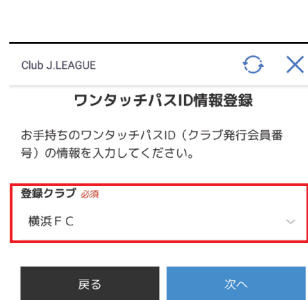 Club J.LEAGUE
ワンタッチパスID情報登録
お手持ちのワンタッチパスID（クラブ発行会員番
号）の情報を入力してください。
登録クラブ 必須
横浜ＦＣ
戻る 次へ